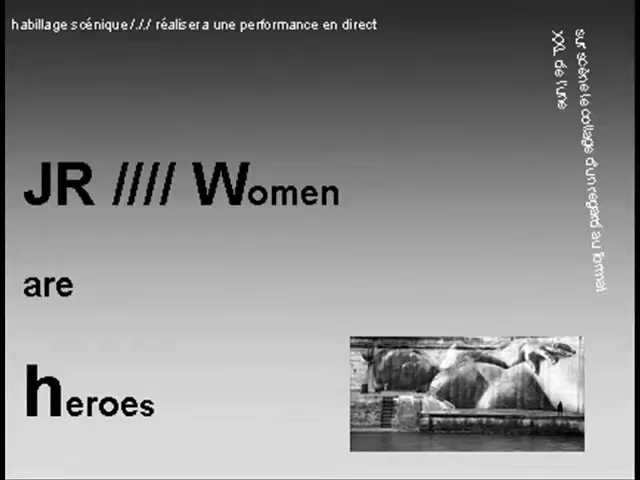 habillage scénique/./ réalisera une performance en direct
sur scène le collage d'un regard au format
XXL de l'une
JR //// Women
are
heroes